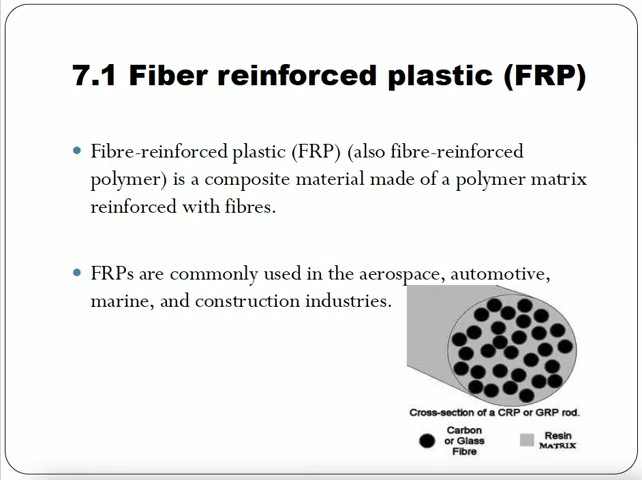 7.1 Fiber reinforced plastic (FRP)
Fibre-reinforced plastic (FRP) (also fibre-reinforced
polymer) is a composite material made of a polymer matrix
reinforced with fibres.
FRPs are commonly used in the aerospace, automotive,
marine, and construction industries.
Cross-section of a CRP or GRP rod.
Carbon
or Glass
Fibre
Resin
MATRIX